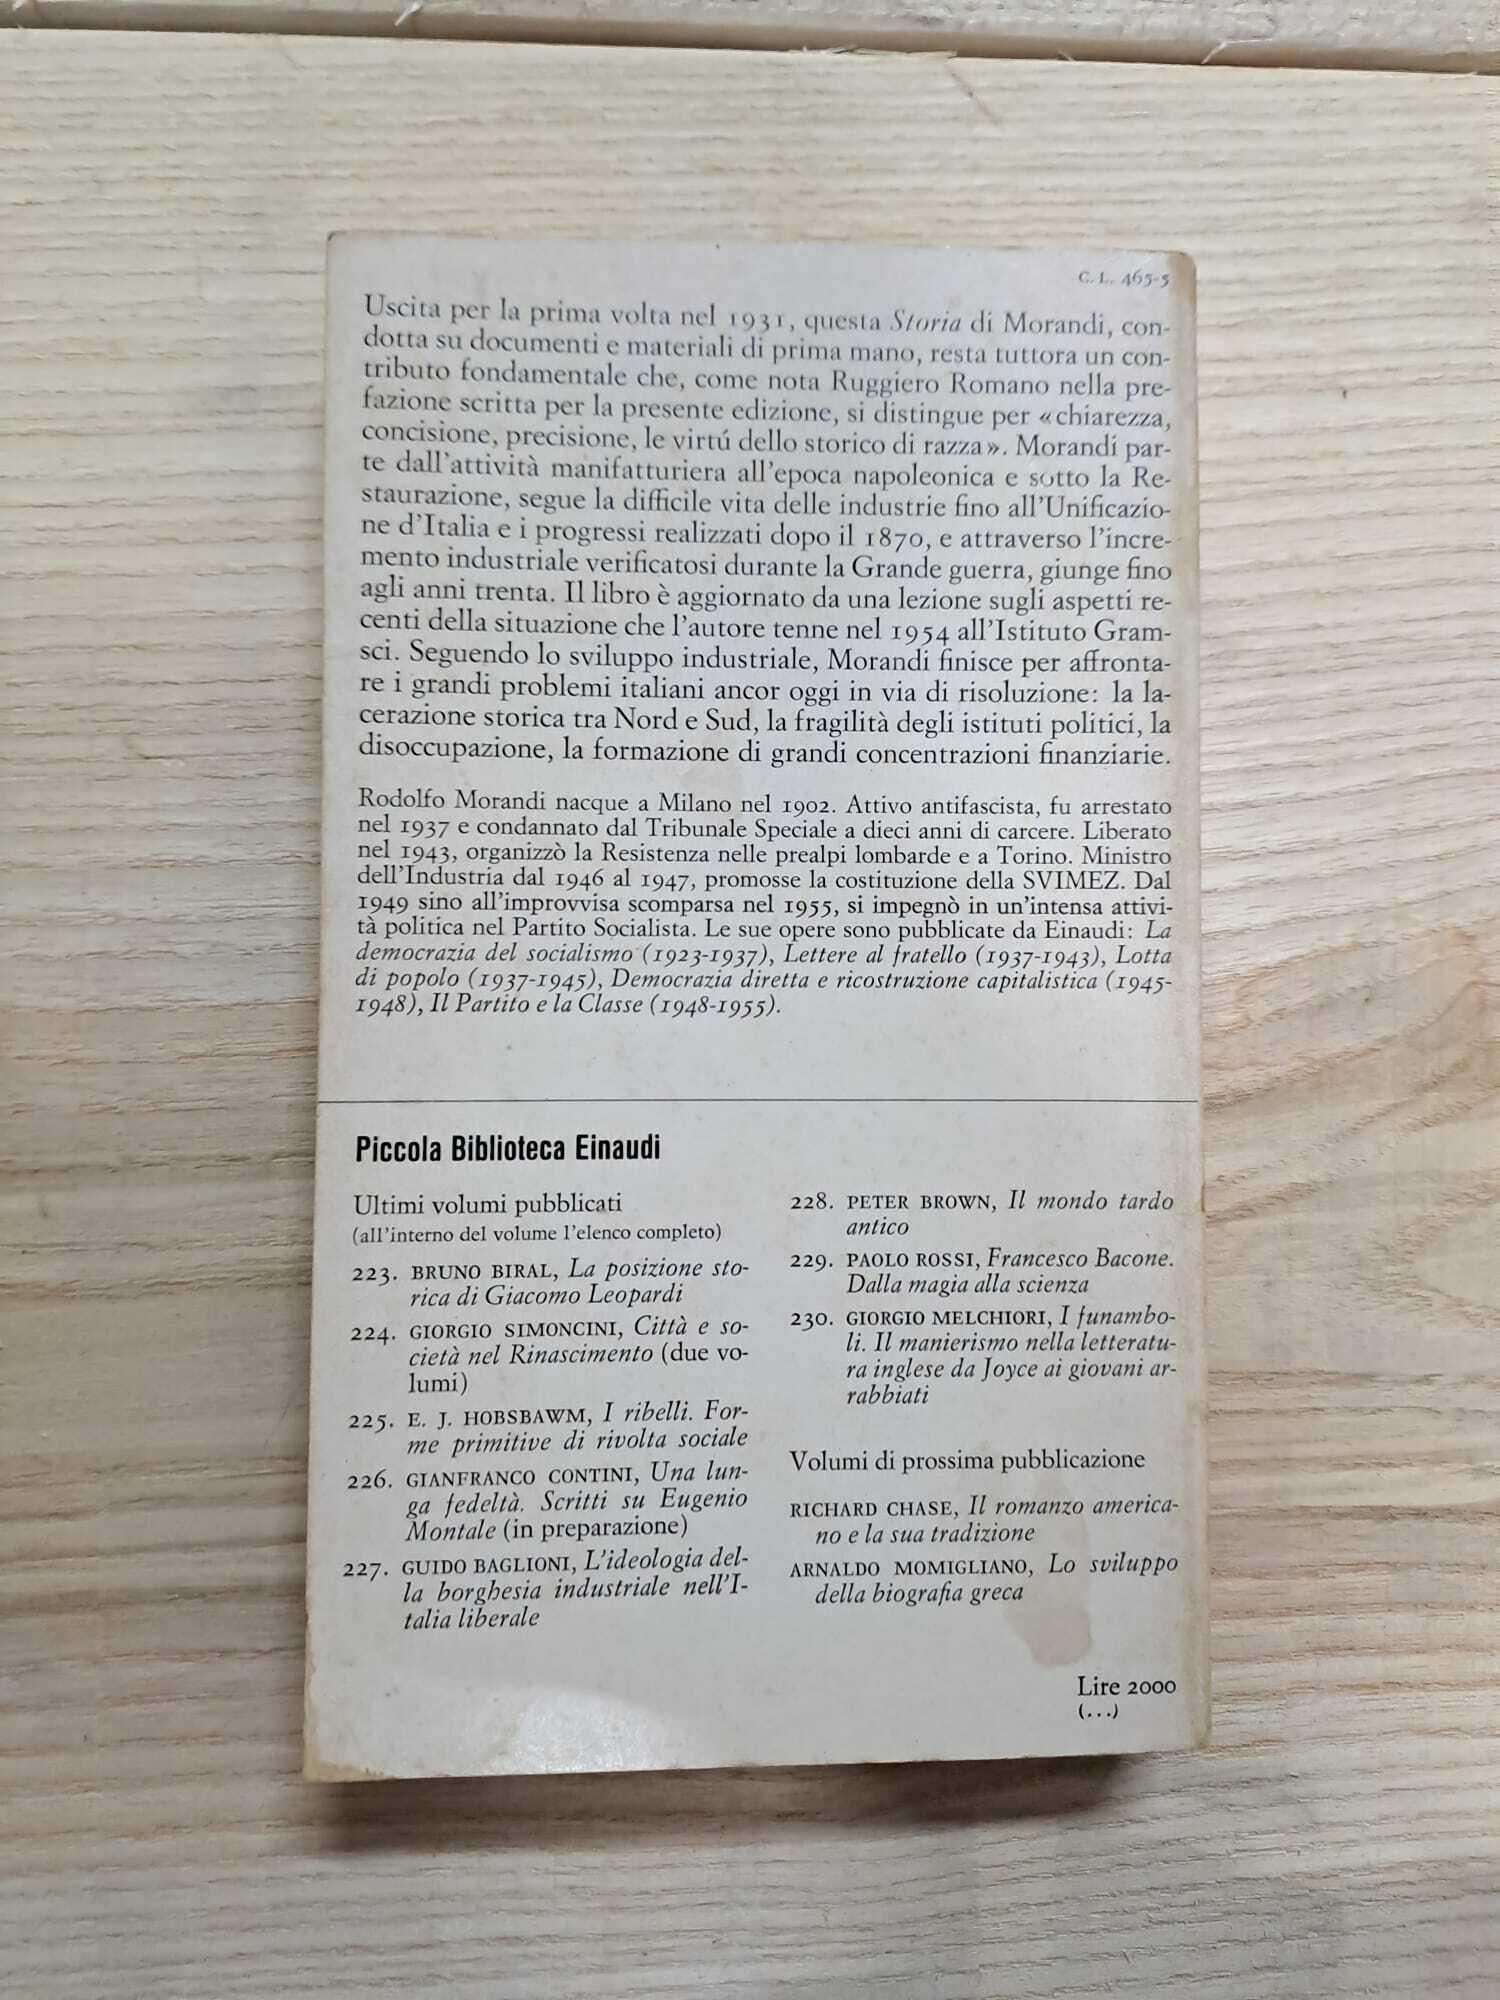 C. L. 465-5
Uscita per la prima volta nel 1931, questa Storia di Morandi, con-
dotta su documenti e materiali di prima mano, resta tuttora un con-
tributo fondamentale che, come nota Ruggiero Romano nella pre-
fazione scritta per la presente edizione, si distingue per «chiarezza,
concisione, precisione, le virtú dello storico di razza». Morandi par-
te dall'attività manifatturiera all'epoca napoleonica e sotto la Re-
staurazione, segue la difficile vita delle industrie fino all'Unificazio-
ne d'Italia e i progressi realizzati dopo il 1870, e attraverso l'incre-
mento industriale verificatosi durante la Grande guerra, giunge fino
agli anni trenta. Il libro è aggiornato da una lezione sugli aspetti re-
centi della situazione che l'autore tenne nel 1954 all'Istituto Gram-
sci. Seguendo lo sviluppo industriale, Morandi finisce per affronta-
re i grandi problemi italiani ancor oggi in via di risoluzione: la la-
cerazione storica tra Nord e Sud, la fragilità degli istituti politici, la
disoccupazione, la formazione di grandi concentrazioni finanziarie.
Rodolfo Morandi nacque a Milano nel 1902. Attivo antifascista, fu arrestato
nel 1937 e condannato dal Tribunale Speciale a dieci anni di carcere. Liberato
nel 1943, organizzò la Resistenza nelle prealpi lombarde e a Torino. Ministro
dell'Industria dal 1946 al 1947, promosse la costituzione della SVIMEZ. Dal
1949 sino all'improvvisa scomparsa nel 1955, si impegnò in un'intensa attivi-
tà politica nel Partito Socialista. Le sue opere sono pubblicate da Einaudi: La
democrazia del socialismo (1923-1937), Lettere al fratello (1937-1943), Lotta
di popolo (1937-1945), Democrazia diretta e ricostruzione capitalistica (1945-
1948), Il Partito e la Classe (1948-1955).
Piccola Biblioteca Einaudi
Ultimi volumi pubblicati
(all'interno del volume l'elenco completo)
223. BRUNO BIRAL, La posizione sto-
rica di Giacomo Leopardi
224. GIORGIO SIMONCINI, Città e so-
cietà nel Rinascimento (due vo-
lumi)
225. E. J. HOBSBAWM, I ribelli. For-
me primitive di rivolta sociale
226. GIANFRANCO CONTINI, Una lun-
ga fedeltà. Scritti su Eugenio
Montale (in preparazione)
227. GUIDO BAGLIONI, L'ideologia del-
la borghesia industriale nell'I-
talia liberale
228. PETER BROWN, Il mondo tardo
antico
229. PAOLO ROSSI, Francesco Bacone.
Dalla magia alla scienza
230. GIORGIO MELCHIORI, I funambo-
li. Il manierismo nella letteratu-
ra inglese da Joyce ai giovani ar-
rabbiati
Volumi di prossima pubblicazione
RICHARD CHASE, Il romanzo america-
no e la sua tradizione
ARNALDO MOMIGLIANO, Lo sviluppo
della biografia greca
Lire 2000
(...)